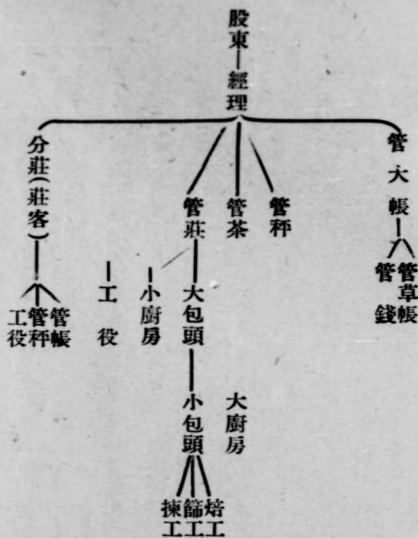 股東—經理
管大帳
管草帳
管錢
管秤
管茶
管莊
大包頭
小包頭
焙工
篩工
揀工
大廚房
小廚房
工役
分莊(莊客)
管帳
管秤
工役